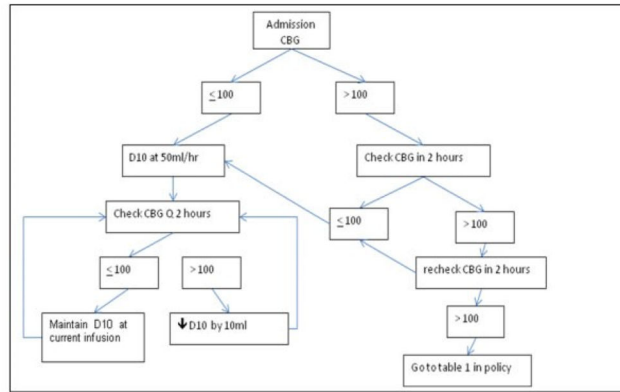 Admission
CBG
≤ 100
> 100
D10 at 50ml/hr
Check CBG in 2 hours
Check CBG Q 2 hours
≤ 100
> 100
≤ 100
> 100
recheck CBG in 2 hours
Maintain D10 at
current infusion
↓D10 by 10ml
> 100
Go to table 1 in policy